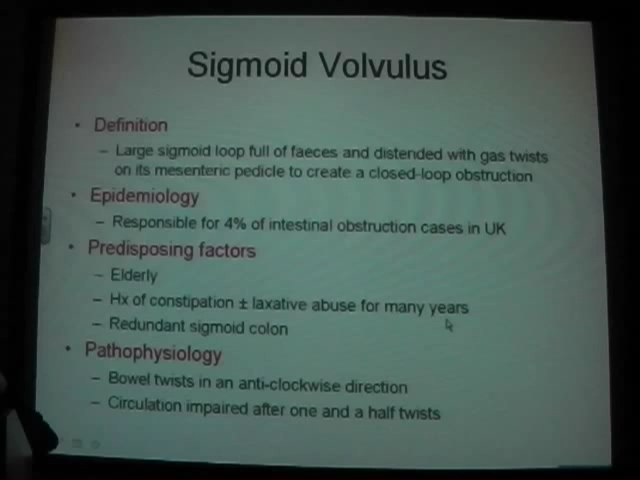 Sigmoid Volvulus
• Definition
– Large sigmoid loop full of faeces and distended with gas twists
on its mesenteric pedicle to create a closed-loop obstruction
• Epidemiology
– Responsible for 4% of intestinal obstruction cases in UK
• Predisposing factors
– Elderly
– Hx of constipation ± laxative abuse for many years
– Redundant sigmoid colon
• Pathophysiology
– Bowel twists in an anti-clockwise direction
– Circulation impaired after one and a half twists